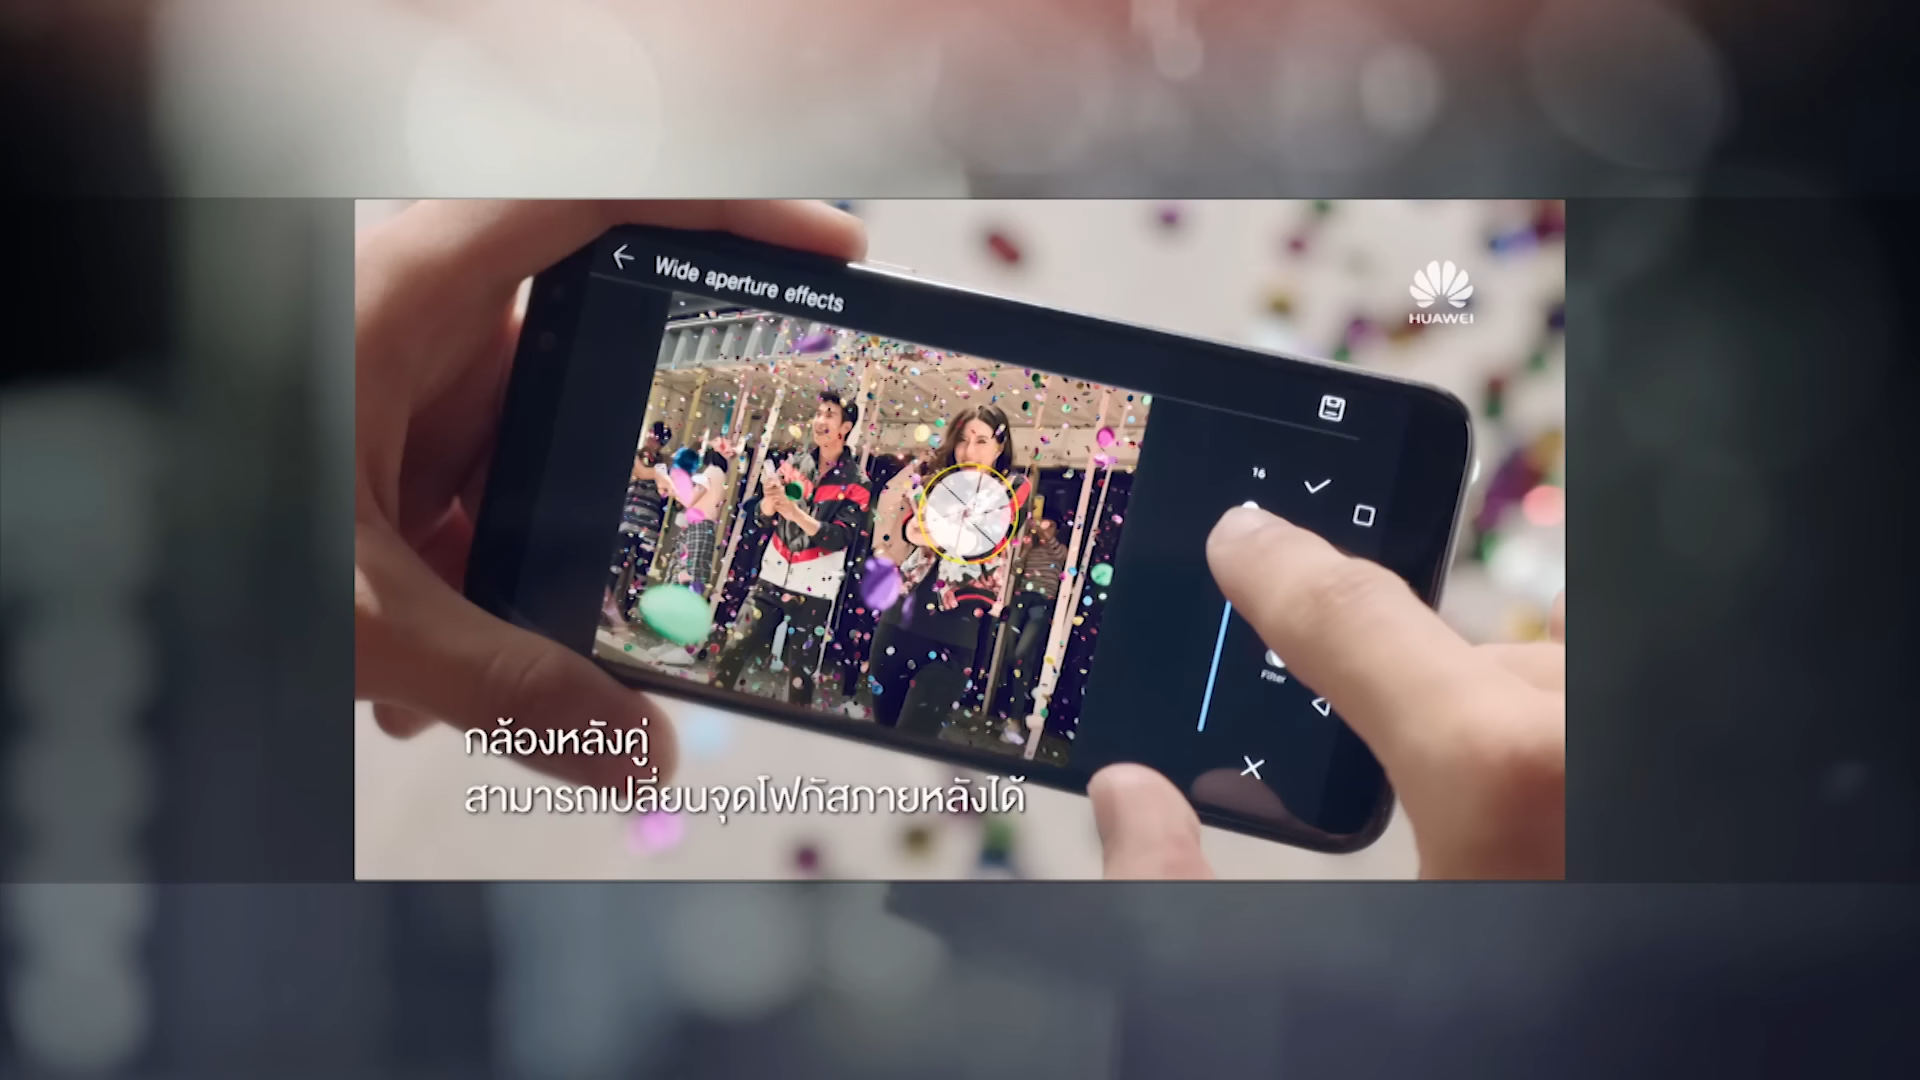 Wide aperture effects
HUAWEI
16
Filter
กล้องหลังคู่
สามารถเปลี่ยนจุดโฟกัสภายหลังได้